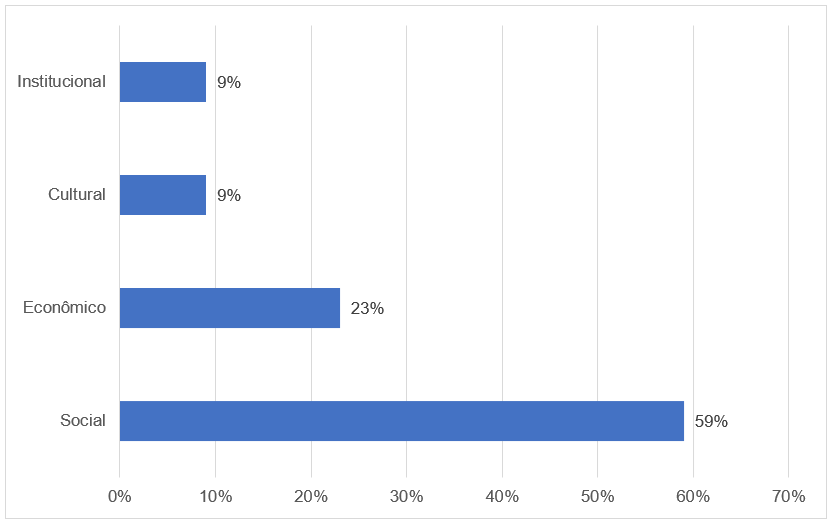 Institucional 9%
Cultural 9%
Econômico 23%
Social 59%
0% 10% 20% 30% 40% 50% 60% 70%